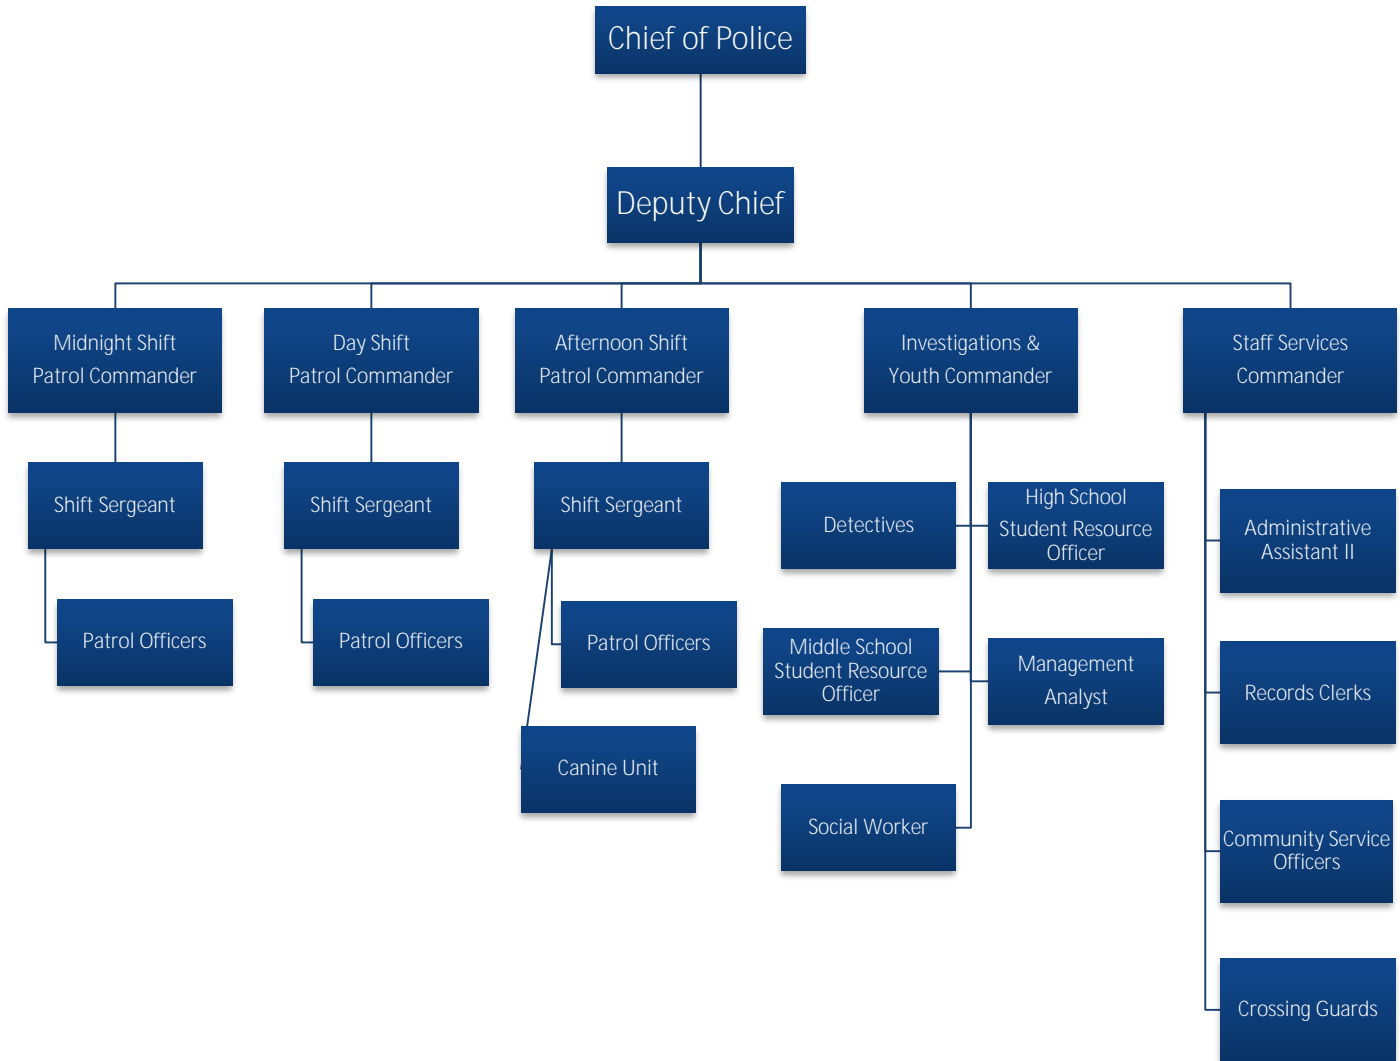 Chief of Police
Deputy Chief
Midnight Shift
Patrol Commander
Day Shift
Patrol Commander
Afternoon Shift
Patrol Commander
Investigations &
Youth Commander
Staff Services
Commander
Shift Sergeant
Shift Sergeant
Shift Sergeant
Detectives
High School
Student Resource
Officer
Administrative
Assistant II
Patrol Officers
Patrol Officers
Patrol Officers
Middle School
Student Resource
Officer
Management
Analyst
Records Clerks
Canine Unit
Social Worker
Community Service
Officers
Crossing Guards